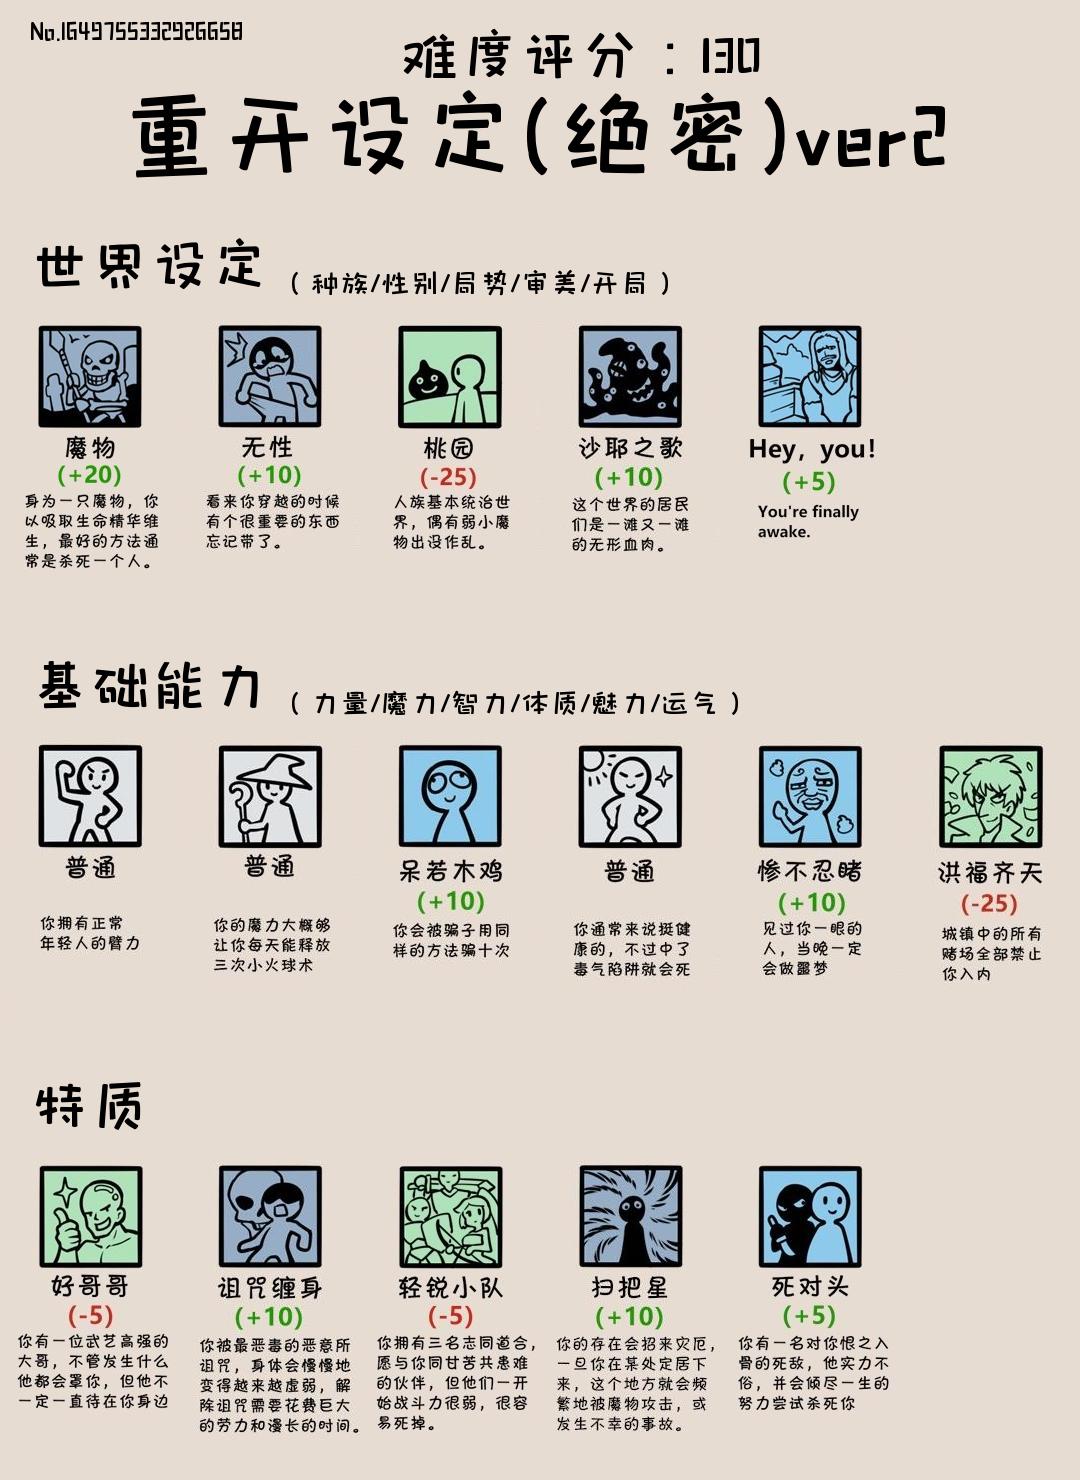 No.1649755332926658
难度评分：130
重开设定(绝密)ver2
世界设定 （种族/性别/局势/审美/开局）
魔物
(+20)
身为一只魔物，你
以吸取生命精华维
生，最好的方法通
常是杀死一个人。
无性
(+10)
看来你穿越的时候
有个很重要的东西
忘记带了。
桃园
(-25)
人族基本统治世
界，偶有弱小魔
物出没作乱。
沙耶之歌
(+10)
这个世界的居民
们是一滩又一滩
的无形血肉。
Hey, you!
(+5)
You're finally
awake.
基础能力 （力量/魔力/智力/体质/魅力/运气）
普通
你拥有正常
年轻人的臂力
普通
你的魔力大概够
让你每天能释放
三次小火球术
呆若木鸡
(+10)
你会被骗子用同
样的方法骗十次
普通
你通常来说挺健
康的，不过中了
毒气陷阱就会死
惨不忍睹
(+10)
见过你一眼的
人，当晚一定
会做噩梦
洪福齐天
(-25)
城镇中的所有
赌场全部禁止
你入内
特质
好哥哥
(-5)
你有一位武艺高强的
大哥，不管发生什么
他都会罩你，但他不
一定一直待在你身边
诅咒缠身
(+10)
你被最恶毒的恶意所
诅咒，身体会慢慢地
变得越来越虚弱，解
除诅咒需要花费巨大
的劳力和漫长的时间。
轻锐小队
(-5)
你拥有三名志同道合，
愿与你同甘苦共患难
的伙伴，但他们一开
始战斗力很弱，很容
易死掉。
扫把星
(+10)
你的存在会招来灾厄，
一旦你在某处定居下
来，这个地方就会频
繁地被魔物攻击，或
发生不幸的事故。
死对头
(+5)
你有一名对你恨之入
骨的死敌，他实力不
俗，并会倾尽一生的
努力尝试杀死你